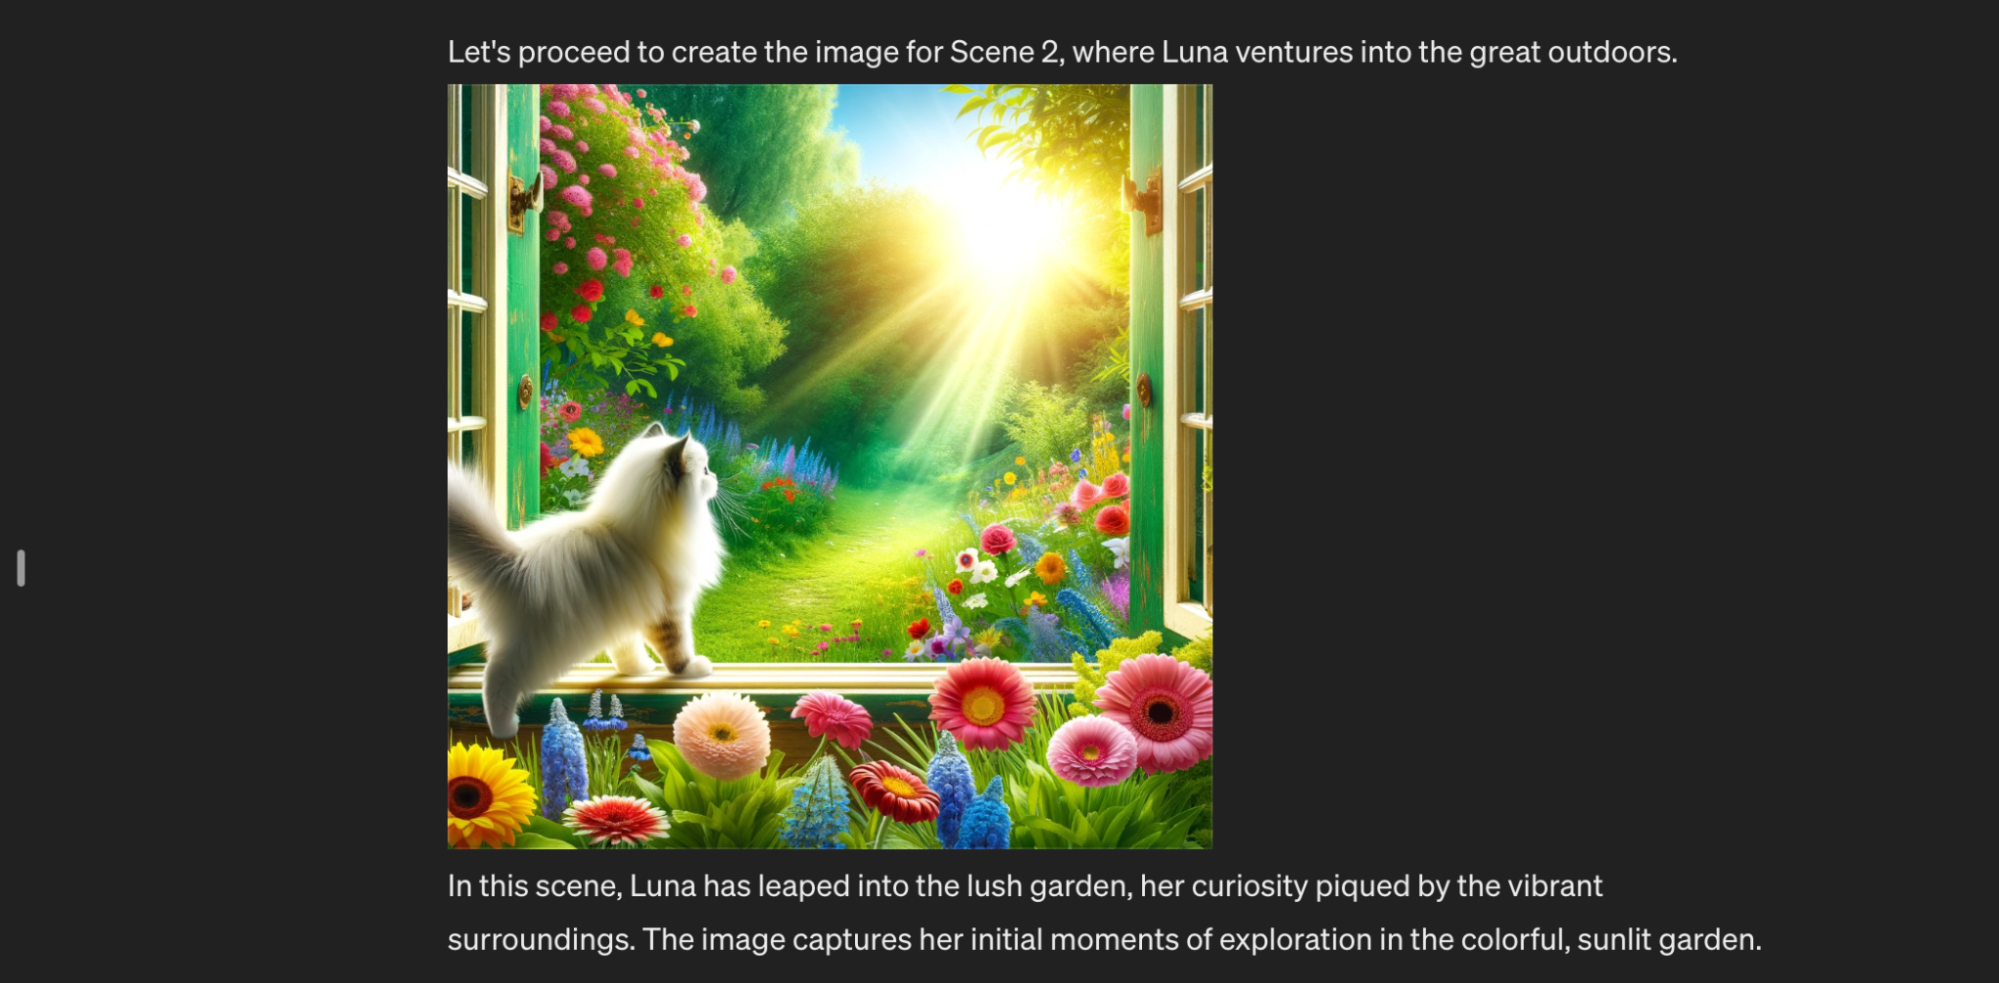 Let's proceed to create the image for Scene 2, where Luna ventures into the great outdoors.
In this scene, Luna has leaped into the lush garden, her curiosity piqued by the vibrant
surroundings. The image captures her initial moments of exploration in the colorful, sunlit garden.